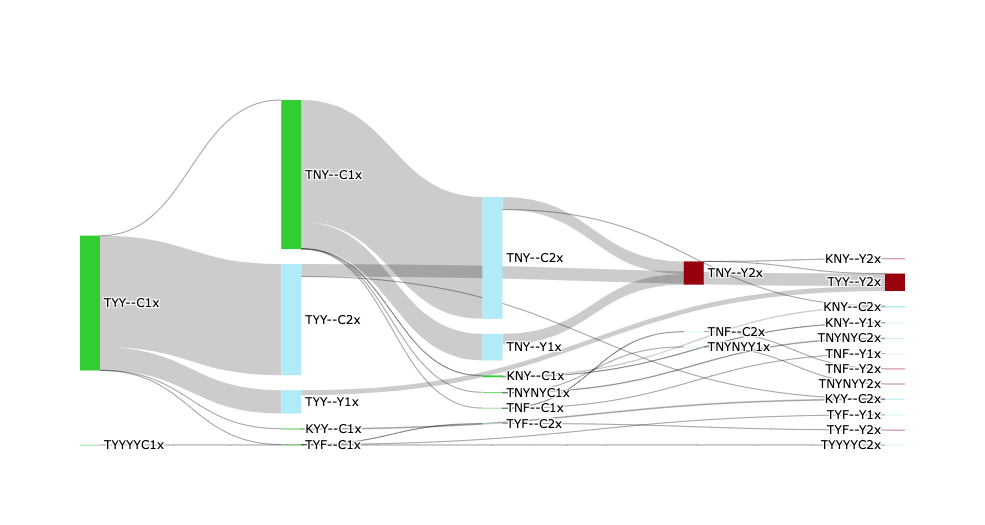 TNY--C1x
TNY--C2x
KNY--Y2x
TNY--Y2x
TYY--Y2x
TYY--C1x
KNY--C2x
TYY--C2x
KNY--Y1x
TNF--C2x
TNYNYC2x
TNY--Y1x
TNYNYY1x
TNF--Y1x
TNF--Y2x
KNY--C1x
TNYNYY2x
TNYNYC1x
TYY--Y1x
KYY--C2x
TNF--C1x
TYF--Y1x
TYF--C2x
KYY--C1x
TYF--Y2x
TYYYYC1x
TYF--C1x
TYYYYC2x